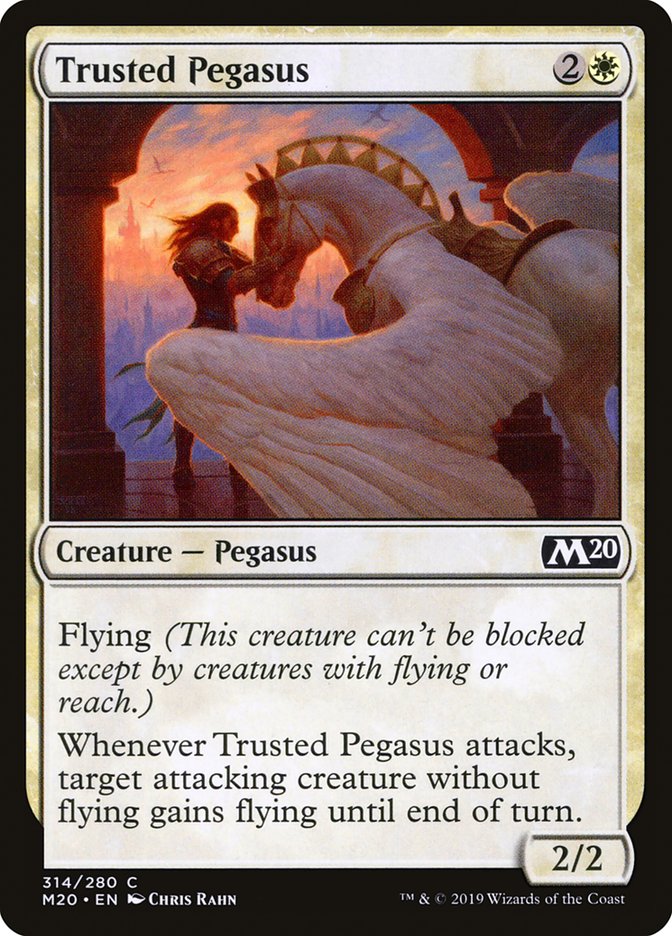 Trusted Pegasus 2
Creature — Pegasus M20
Flying (This creature can't be blocked
except by creatures with flying or
reach.)
Whenever Trusted Pegasus attacks,
target attacking creature without
flying gains flying until end of turn.
2/2
314/280 C
M20 • EN Chris Rahn ™ & © 2019 Wizards of the Coast